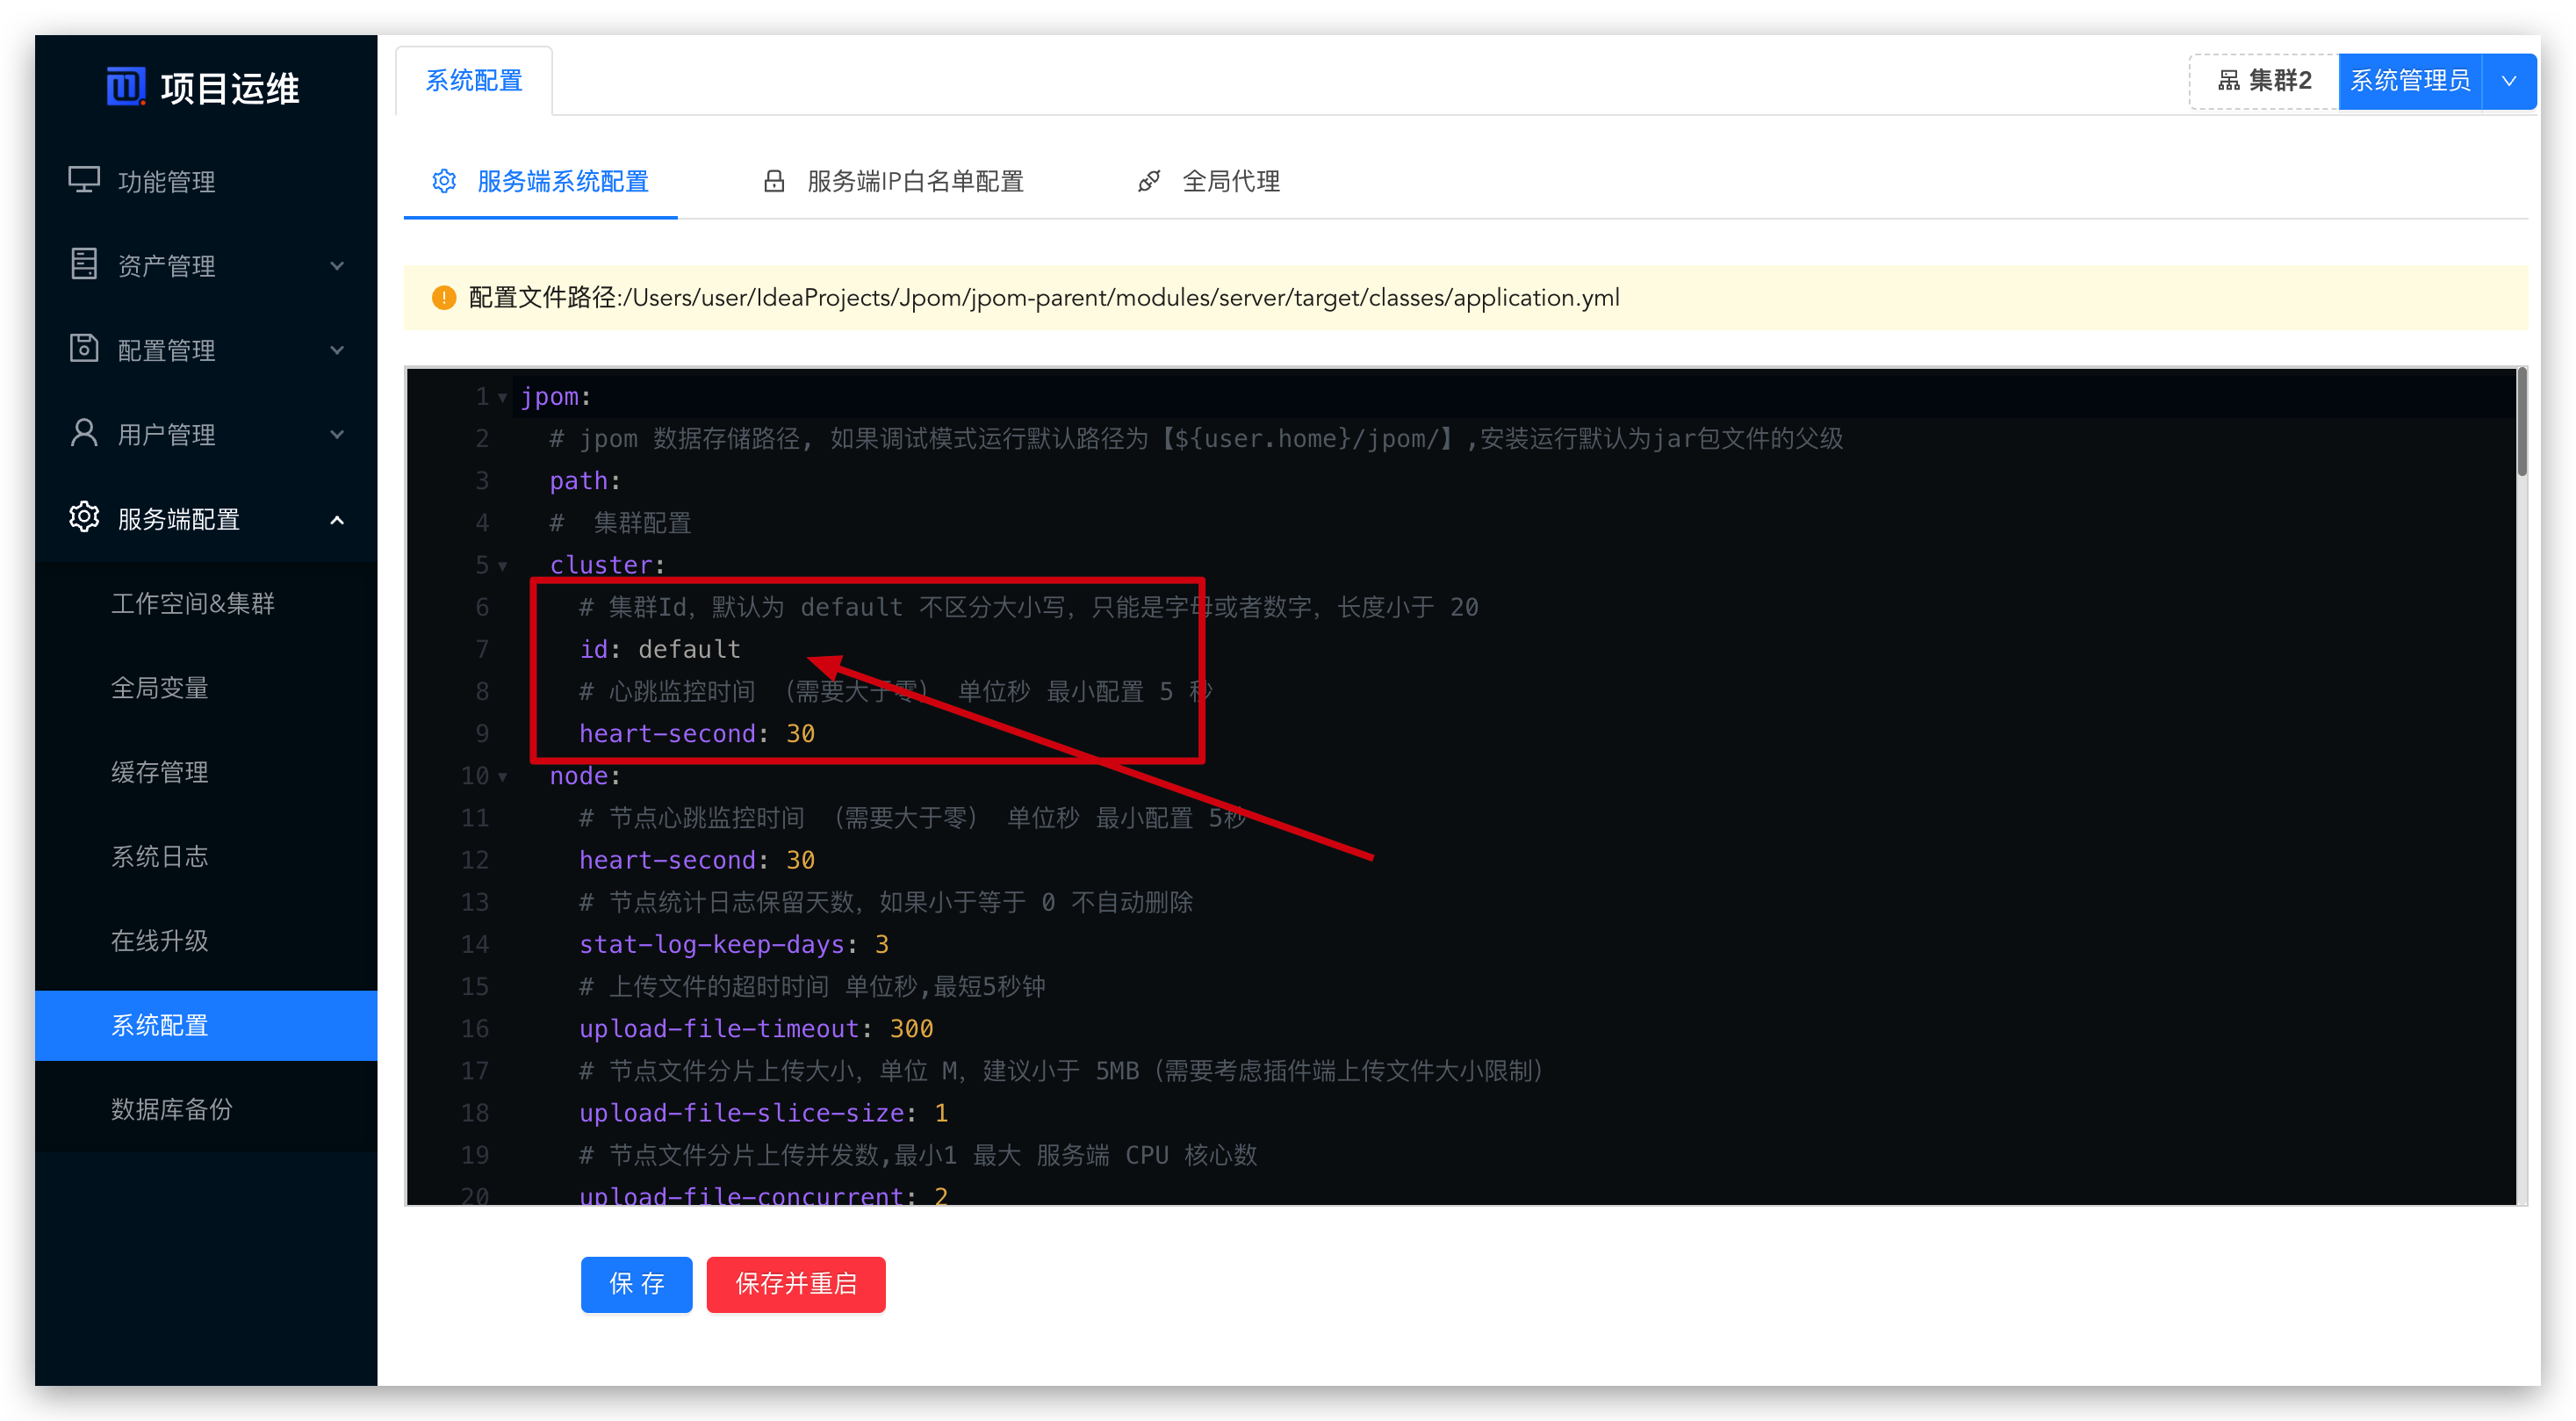 项目运维
系统配置
集群2
系统管理员
功能管理
资产管理
配置管理
用户管理
服务端配置
工作空间&集群
全局变量
缓存管理
系统日志
在线升级
系统配置
数据库备份
服务端系统配置
服务端IP白名单配置
全局代理
配置文件路径:/Users/user/IdeaProjects/Jpom/jpom-parent/modules/server/target/classes/application.yml
1 jpom:
2 # jpom 数据存储路径, 如果调试模式运行默认路径为【${user.home}/jpom/】,安装运行默认为jar包文件的父级
3 path:
4 # 集群配置
5 cluster:
6 # 集群Id，默认为 default 不区分大小写，只能是字母或者数字，长度小于 20
7 id: default
8 # 心跳监控时间 （需要大于零） 单位秒 最小配置 5 秒
9 heart-second: 30
10 node:
11 # 节点心跳监控时间 （需要大于零） 单位秒 最小配置 5秒
12 heart-second: 30
13 # 节点统计日志保留天数，如果小于等于 0 不自动删除
14 stat-log-keep-days: 3
15 # 上传文件的超时时间 单位秒,最短5秒钟
16 upload-file-timeout: 300
17 # 节点文件分片上传大小，单位 M，建议小于 5MB（需要考虑插件端上传文件大小限制）
18 upload-file-slice-size: 1
19 # 节点文件分片上传并发数,最小1 最大 服务端 CPU 核心数
20 upload-file-concurrent: 2
保 存
保存并重启